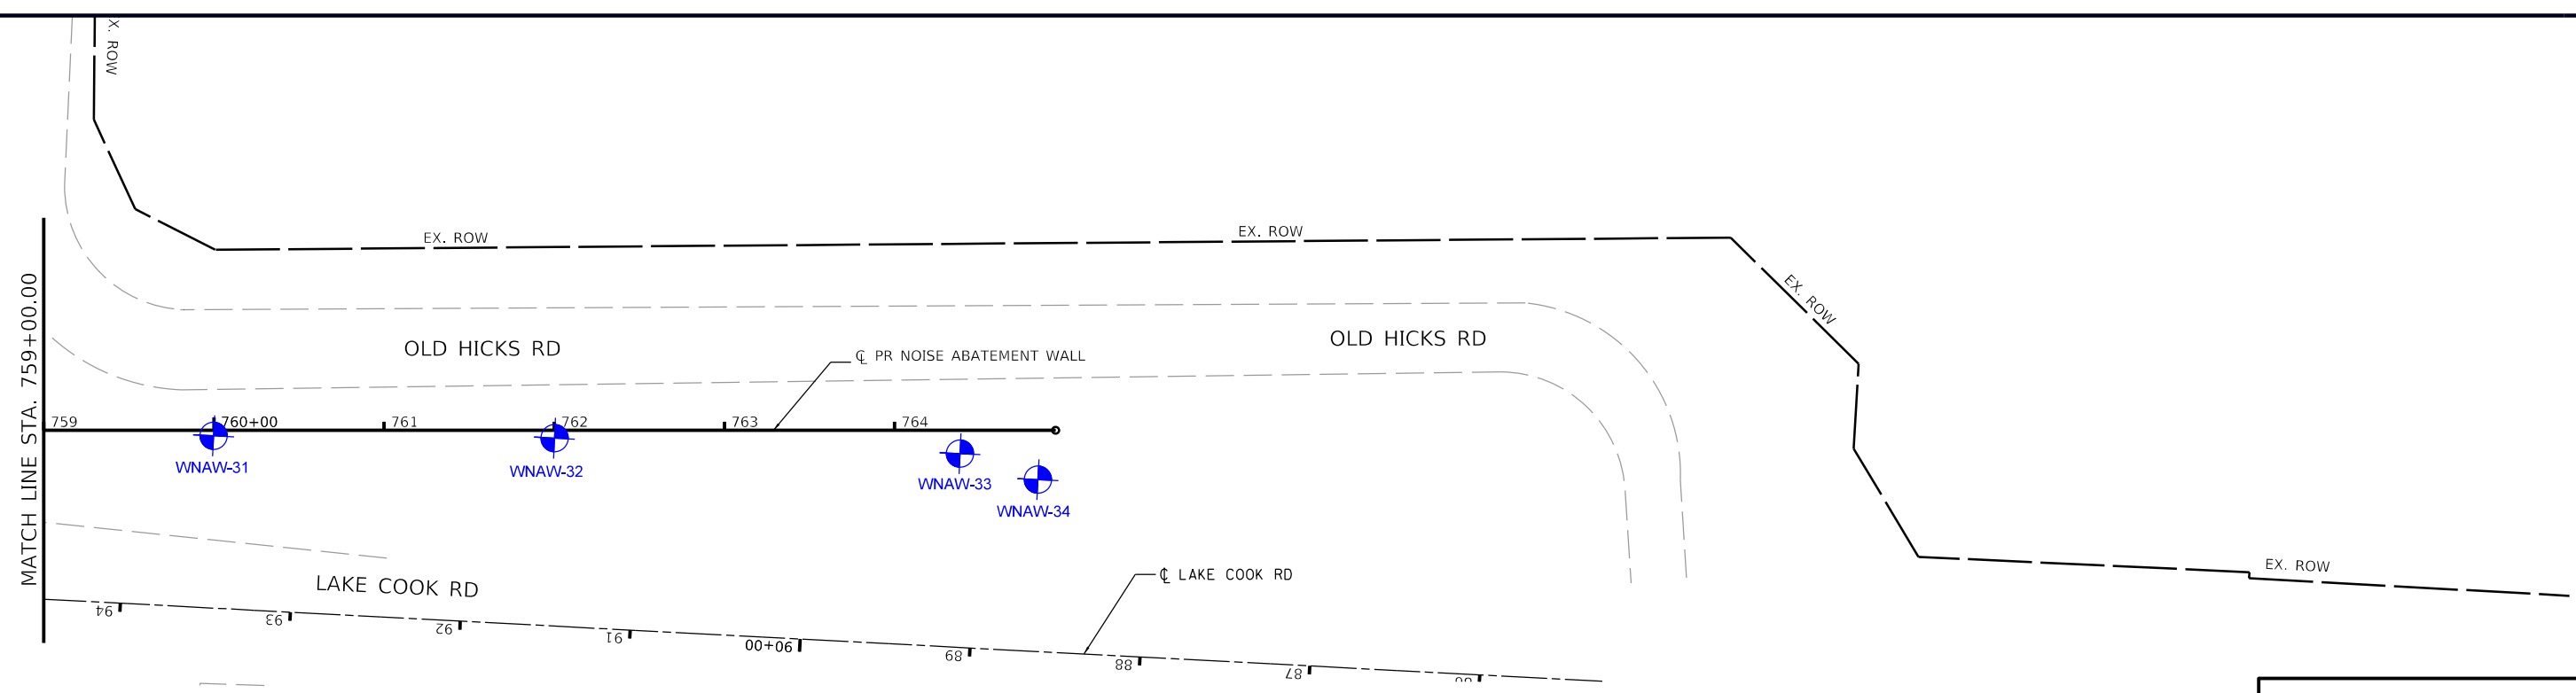 EX. ROW
EX. ROW
EX. ROW
EX. ROW
OLD HICKS RD
OLD HICKS RD
℄ PR NOISE ABATEMENT WALL
MATCH LINE STA. 759+00.00
759
760+00
761
762
763
764
WNAW-31
WNAW-32
WNAW-33
WNAW-34
EX. ROW
℄ LAKE COOK RD
LAKE COOK RD
94
93
92
91
90+00
89
88
87